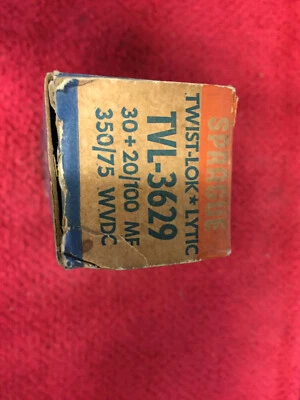 SPRAGUE
TWIST-LOK* LYTIC
TVL-3629
30+20/100 MF
350/75 WVDC